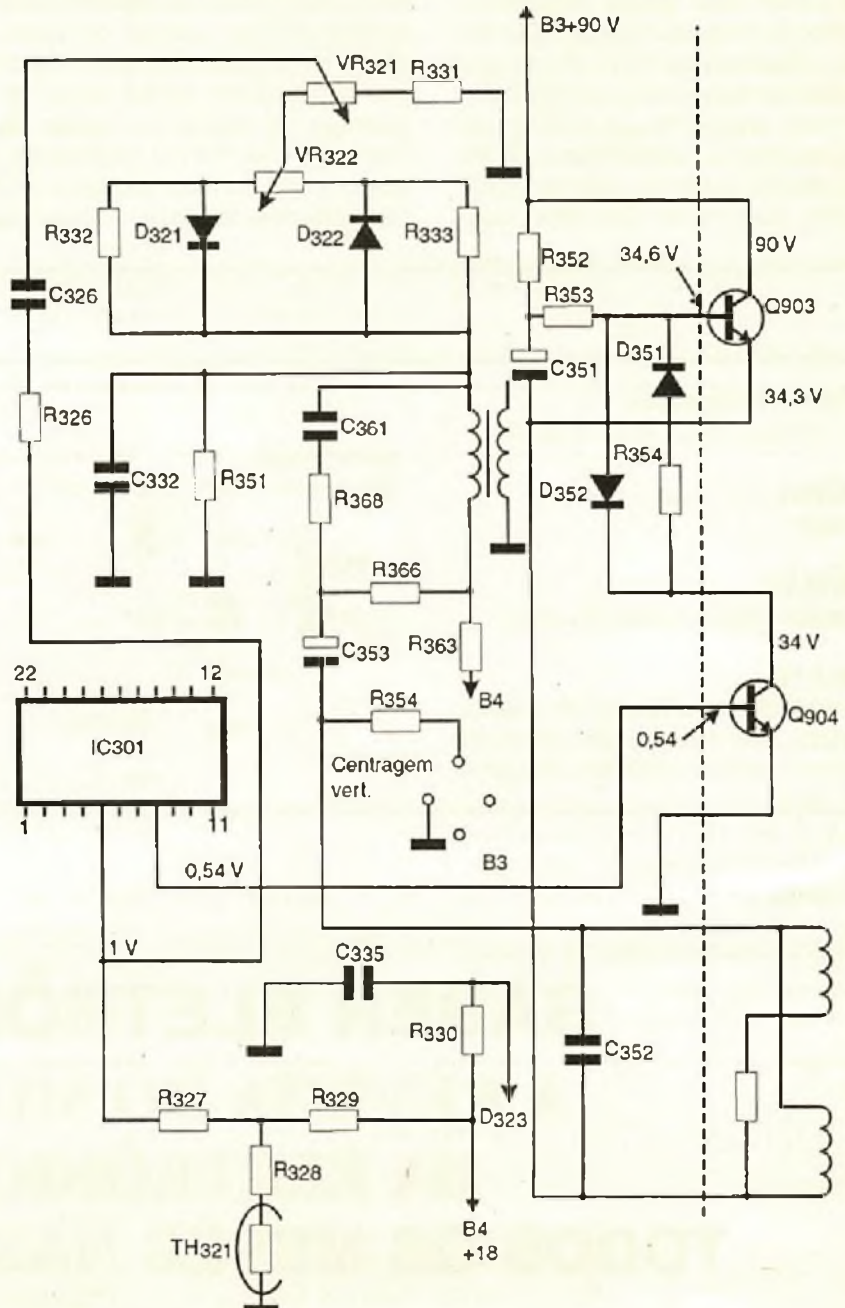 B3+90 V
VR321
R331
VR322
R332
D321
D322
R333
R352
34,6 V
90 V
C326
R353
Q903
C351
D351
34,3 V
R326
C361
C332
R351
R368
D352
R354
R366
C353
R363
34 V
B4
22
12
IC301
R354
Q904
0,54
Centragem
vert.
1
11
B3
0,54 V
1 V
C335
R330
C352
R327
R329
D323
R328
TH321
B4
+18